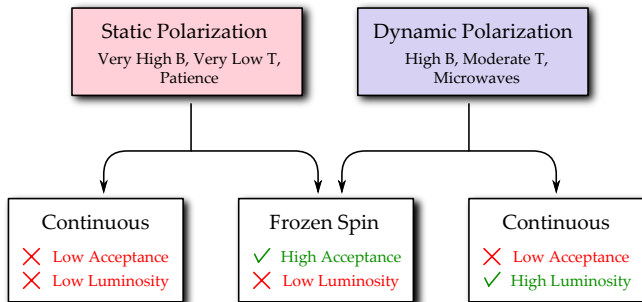 Static Polarization
Very High B, Very Low T,
Patience
Dynamic Polarization
High B, Moderate T,
Microwaves
Continuous
Low Acceptance
Low Luminosity
Frozen Spin
High Acceptance
Low Luminosity
Continuous
Low Acceptance
High Luminosity